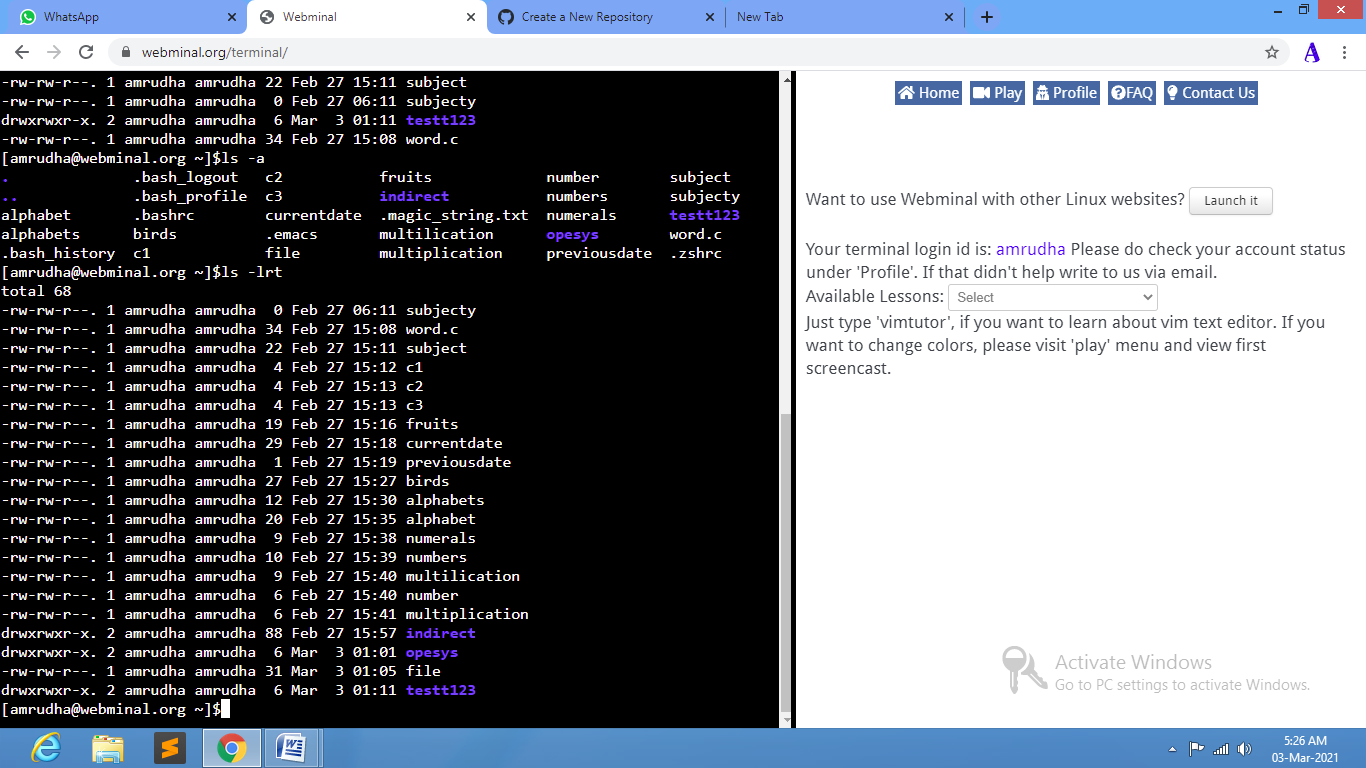 WhatsApp
Webminal
Create a New Repository
New Tab
webminal.org/terminal/
-rw-rw-r--. 1 amrudha amrudha 22 Feb 27 15:11 subject
-rw-rw-r--. 1 amrudha amrudha  0 Feb 27 06:11 subjecty
drwxrwxr-x. 2 amrudha amrudha  6 Mar  3 01:11 testt123
-rw-rw-r--. 1 amrudha amrudha 34 Feb 27 15:08 word.c
[amrudha@webminal.org ~]$ls -a
.              .bash_logout   c2           fruits             number        subject
..             .bash_profile  c3           indirect           numbers       subjecty
alphabet       .bashrc        currentdate  .magic_string.txt  numerals      testt123
alphabets      birds          .emacs       multilication      opesys        word.c
.bash_history  c1             file         multiplication     previousdate  .zshrc
[amrudha@webminal.org ~]$ls -lrt
total 68
-rw-rw-r--. 1 amrudha amrudha  0 Feb 27 06:11 subjecty
-rw-rw-r--. 1 amrudha amrudha 34 Feb 27 15:08 word.c
-rw-rw-r--. 1 amrudha amrudha 22 Feb 27 15:11 subject
-rw-rw-r--. 1 amrudha amrudha  4 Feb 27 15:12 c1
-rw-rw-r--. 1 amrudha amrudha  4 Feb 27 15:13 c2
-rw-rw-r--. 1 amrudha amrudha  4 Feb 27 15:13 c3
-rw-rw-r--. 1 amrudha amrudha 19 Feb 27 15:16 fruits
-rw-rw-r--. 1 amrudha amrudha 29 Feb 27 15:18 currentdate
-rw-rw-r--. 1 amrudha amrudha  1 Feb 27 15:19 previousdate
-rw-rw-r--. 1 amrudha amrudha 27 Feb 27 15:27 birds
-rw-rw-r--. 1 amrudha amrudha 12 Feb 27 15:30 alphabets
-rw-rw-r--. 1 amrudha amrudha 20 Feb 27 15:35 alphabet
-rw-rw-r--. 1 amrudha amrudha  9 Feb 27 15:38 numerals
-rw-rw-r--. 1 amrudha amrudha 10 Feb 27 15:39 numbers
-rw-rw-r--. 1 amrudha amrudha  9 Feb 27 15:40 multilication
-rw-rw-r--. 1 amrudha amrudha  6 Feb 27 15:40 number
-rw-rw-r--. 1 amrudha amrudha  6 Feb 27 15:41 multiplication
drwxrwxr-x. 2 amrudha amrudha 88 Feb 27 15:57 indirect
drwxrwxr-x. 2 amrudha amrudha  6 Mar  3 01:01 opesys
-rw-rw-r--. 1 amrudha amrudha 31 Mar  3 01:05 file
drwxrwxr-x. 2 amrudha amrudha  6 Mar  3 01:11 testt123
[amrudha@webminal.org ~]$
Home Play Profile FAQ Contact Us
Want to use Webminal with other Linux websites? Launch it
Your terminal login id is: amrudha Please do check your account status
under 'Profile'. If that didn't help write to us via email.
Available Lessons: Select
Just type 'vimtutor', if you want to learn about vim text editor. If you
want to change colors, please visit 'play' menu and view first
screencast.
Activate Windows
Go to PC settings to activate Windows.
5:26 AM
03-Mar-2021